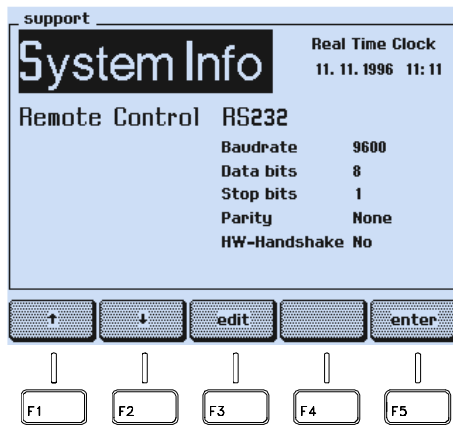 support
System Info
Real Time Clock
11. 11. 1996 11: 11
Remote Control RS232
Baudrate 9600
Data bits 8
Stop bits 1
Parity None
HW-Handshake No
↑ ↓ edit enter
F1 F2 F3 F4 F5